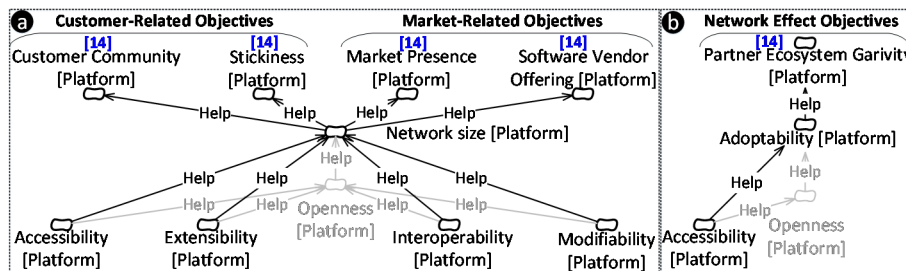 a Customer-Related Objectives Market-Related Objectives
[14] [14] [14] [14]
Customer Community Stickiness Market Presence Software Vendor
[Platform] [Platform] [Platform] Offering [Platform]
Help Help Help Help
Network size [Platform]
Help
Help Help Help Help
Help Help Help Help
Openness
[Platform]
Accessibility Extensibility Interoperability Modifiability
[Platform] [Platform] [Platform] [Platform]
b Network Effect Objectives
[14]
Partner Ecosystem Garivity
[Platform]
Help
Adoptability [Platform]
Help
Help
Help
Openness
[Platform]
Accessibility
[Platform]